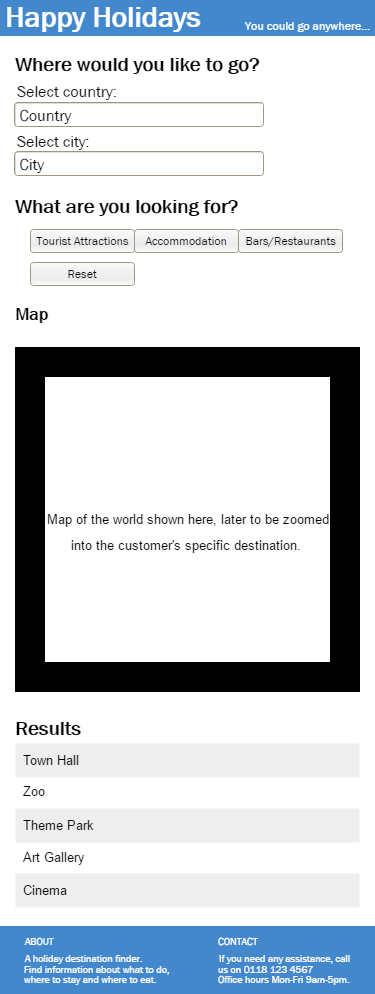 Happy Holidays
You could go anywhere...
Where would you like to go?
Select country:
Country
Select city:
City
What are you looking for?
Tourist Attractions
Accommodation
Bars/Restaurants
Reset
Map
Map of the world shown here, later to be zoomed
into the customer's specific destination.
Results
Town Hall
Zoo
Theme Park
Art Gallery
Cinema
ABOUT
A holiday destination finder.
Find information about what to do,
where to stay and where to eat.
CONTACT
If you need any assistance, call
us on 0118 123 4567
Office hours Mon-Fri 9am-5pm.